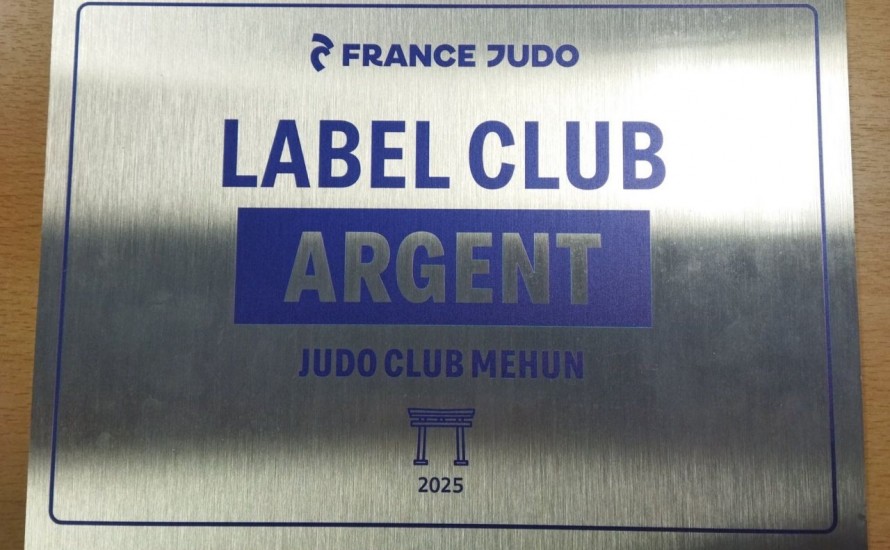 FRANCE JUDO
LABEL CLUB
ARGENT
JUDO CLUB MEHUN
2025